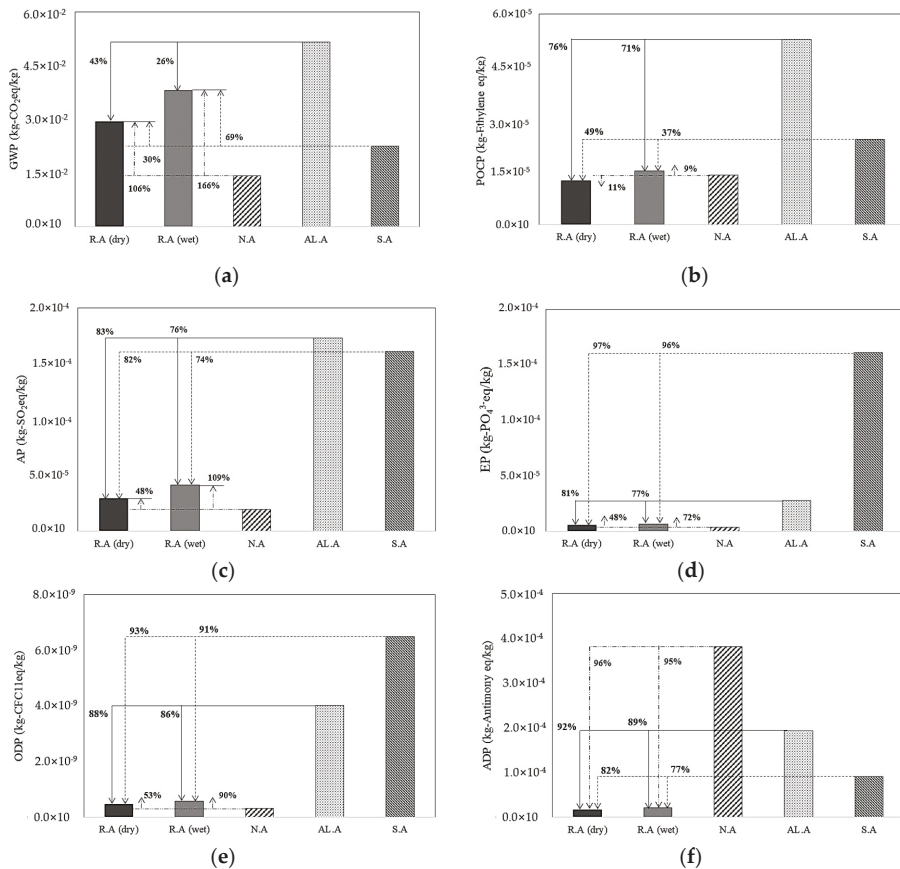 6.0×10⁻²
4.5×10⁻²
3.0×10⁻²
1.5×10⁻²
0.0×10
GWP (kg-CO₂eq/kg)
43%
26%
69%
30%
106%
166%
R.A (dry)
R.A (wet)
N.A
AL.A
S.A
(a)
6.0×10⁻⁵
4.5×10⁻⁵
3.0×10⁻⁵
1.5×10⁻⁵
0.0×10
POCP (kg-Ethylene eq/kg)
76%
71%
49%
37%
9%
11%
R.A (dry)
R.A (wet)
N.A
AL.A
S.A
(b)
2.0×10⁻⁴
1.5×10⁻⁴
1.0×10⁻⁴
5.0×10⁻⁵
0.0×10
AP (kg-SO₂eq/kg)
83%
76%
82%
74%
48%
109%
R.A (dry)
R.A (wet)
N.A
AL.A
S.A
(c)
2.0×10⁻⁴
1.5×10⁻⁴
1.0×10⁻⁴
5.0×10⁻⁵
0.0×10
EP (kg-PO₄³⁻eq/kg)
97%
96%
81%
77%
48%
72%
R.A (dry)
R.A (wet)
N.A
AL.A
S.A
(d)
8.0×10⁻⁹
6.0×10⁻⁹
4.0×10⁻⁹
2.0×10⁻⁹
0.0×10
ODP (kg-CFC11eq/kg)
93%
91%
88%
86%
53%
90%
R.A (dry)
R.A (wet)
N.A
AL.A
S.A
(e)
5.0×10⁻⁴
4.0×10⁻⁴
3.0×10⁻⁴
2.0×10⁻⁴
1.0×10⁻⁴
0.0×10
ADP (kg-Antimony eq/kg)
96%
95%
92%
89%
82%
77%
R.A (dry)
R.A (wet)
N.A
AL.A
S.A
(f)